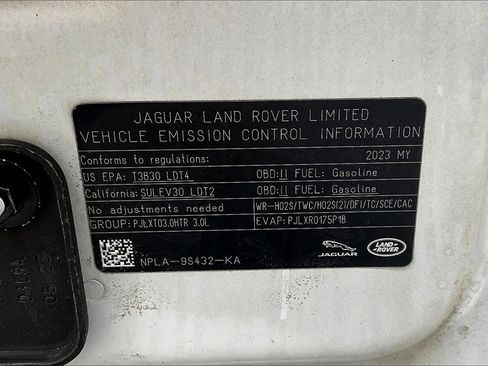 JAGUAR LAND ROVER LIMITED
VEHICLE EMISSION CONTROL INFORMATION
Conforms to regulations: 2023 MY
US EPA: T3B30 LDT4 OBD:II FUEL: Gasoline
California: SULEV30 LDT2 OBD:II FUEL: Gasoline
No adjustments WR-HO2S/TWC/HO2S(2)/DFI/TC/SCE/CAC
GROUP: PJLXT03.0HTR 3.0L EVAP: PJLXR0175P1B
NPLA-9S432-KA
JAGUAR
LAND-ROVER